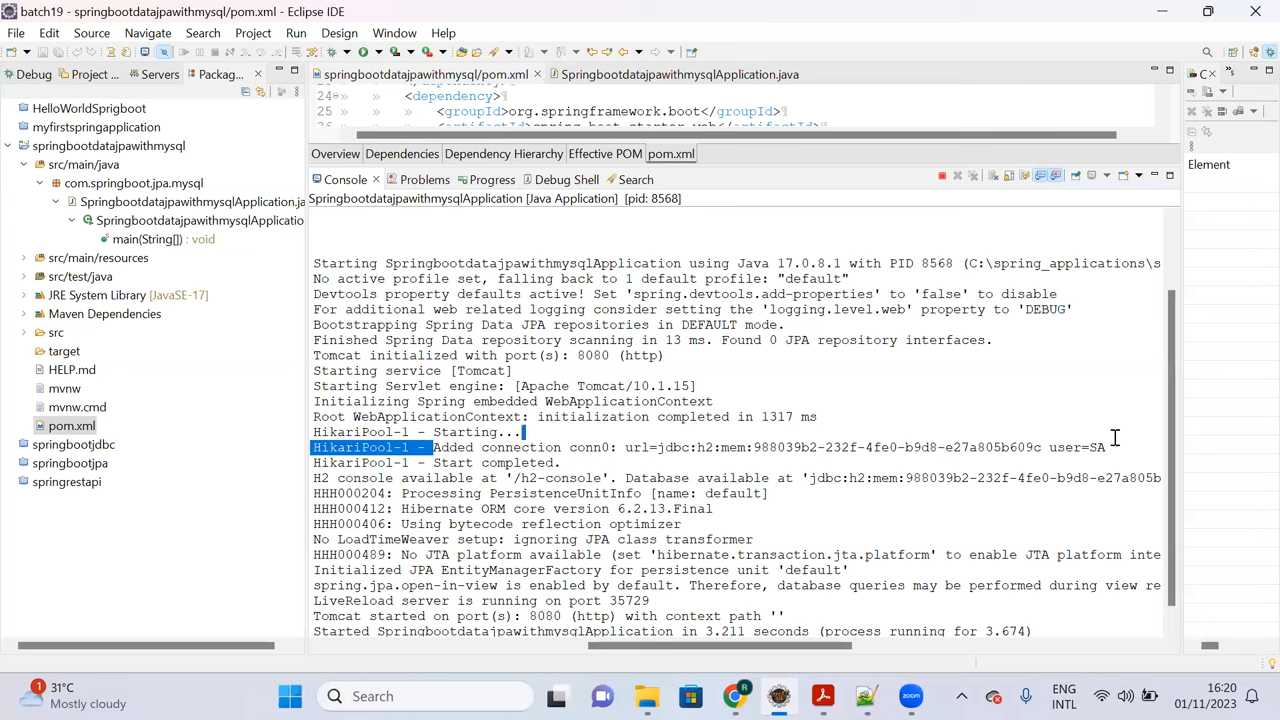 batch19 - springbootdatajpawithmysql/pom.xml - Eclipse IDE
File Edit Source Navigate Search Project Run Design Window Help
Debug Project ... Servers Packag...
springbootdatajpawithmysql/pom.xml SpringbootdatajpawithmysqlApplication.java
24 <dependency>
25 <groupId>org.springframework.boot</groupId>
Overview Dependencies Dependency Hierarchy Effective POM pom.xml
Element
HelloWorldSprigboot
myfirstspringapplication
springbootdatajpawithmysql
src/main/java
com.springboot.jpa.mysql
SpringbootdatajpawithmysqlApplication.ja
SpringbootdatajpawithmysqlApplicatio
main(String[]) : void
src/main/resources
src/test/java
JRE System Library [JavaSE-17]
Maven Dependencies
src
target
HELP.md
mvnw
mvnw.cmd
pom.xml
springbootjdbc
springbootjpa
springrestapi
Console Problems Progress Debug Shell Search
SpringbootdatajpawithmysqlApplication [Java Application] [pid: 8568]
Starting SpringbootdatajpawithmysqlApplication using Java 17.0.8.1 with PID 8568 (C:\spring_applications\s
No active profile set, falling back to 1 default profile: "default"
Devtools property defaults active! Set 'spring.devtools.add-properties' to 'false' to disable
For additional web related logging consider setting the 'logging.level.web' property to 'DEBUG'
Bootstrapping Spring Data JPA repositories in DEFAULT mode.
Finished Spring Data repository scanning in 13 ms. Found 0 JPA repository interfaces.
Tomcat initialized with port(s): 8080 (http)
Starting service [Tomcat]
Starting Servlet engine: [Apache Tomcat/10.1.15]
Initializing Spring embedded WebApplicationContext
Root WebApplicationContext: initialization completed in 1317 ms
HikariPool-1 - Starting...
HikariPool-1 - Added connection conn0: url=jdbc:h2:mem:988039b2-232f-4fe0-b9d8-e27a805b609c user=SA
HikariPool-1 - Start completed.
H2 console available at '/h2-console'. Database available at 'jdbc:h2:mem:988039b2-232f-4fe0-b9d8-e27a805b
HHH000204: Processing PersistenceUnitInfo [name: default]
HHH000412: Hibernate ORM core version 6.2.13.Final
HHH000406: Using bytecode reflection optimizer
No LoadTimeWeaver setup: ignoring JPA class transformer
HHH000489: No JTA platform available (set 'hibernate.transaction.jta.platform' to enable JTA platform inte
Initialized JPA EntityManagerFactory for persistence unit 'default'
spring.jpa.open-in-view is enabled by default. Therefore, database queries may be performed during view re
LiveReload server is running on port 35729
Tomcat started on port(s): 8080 (http) with context path ''
Started SpringbootdatajpawithmysqlApplication in 3.211 seconds (process running for 3.674)
1
31°C
Mostly cloudy
Search
zoom
ENG
INTL
16:20
01/11/2023